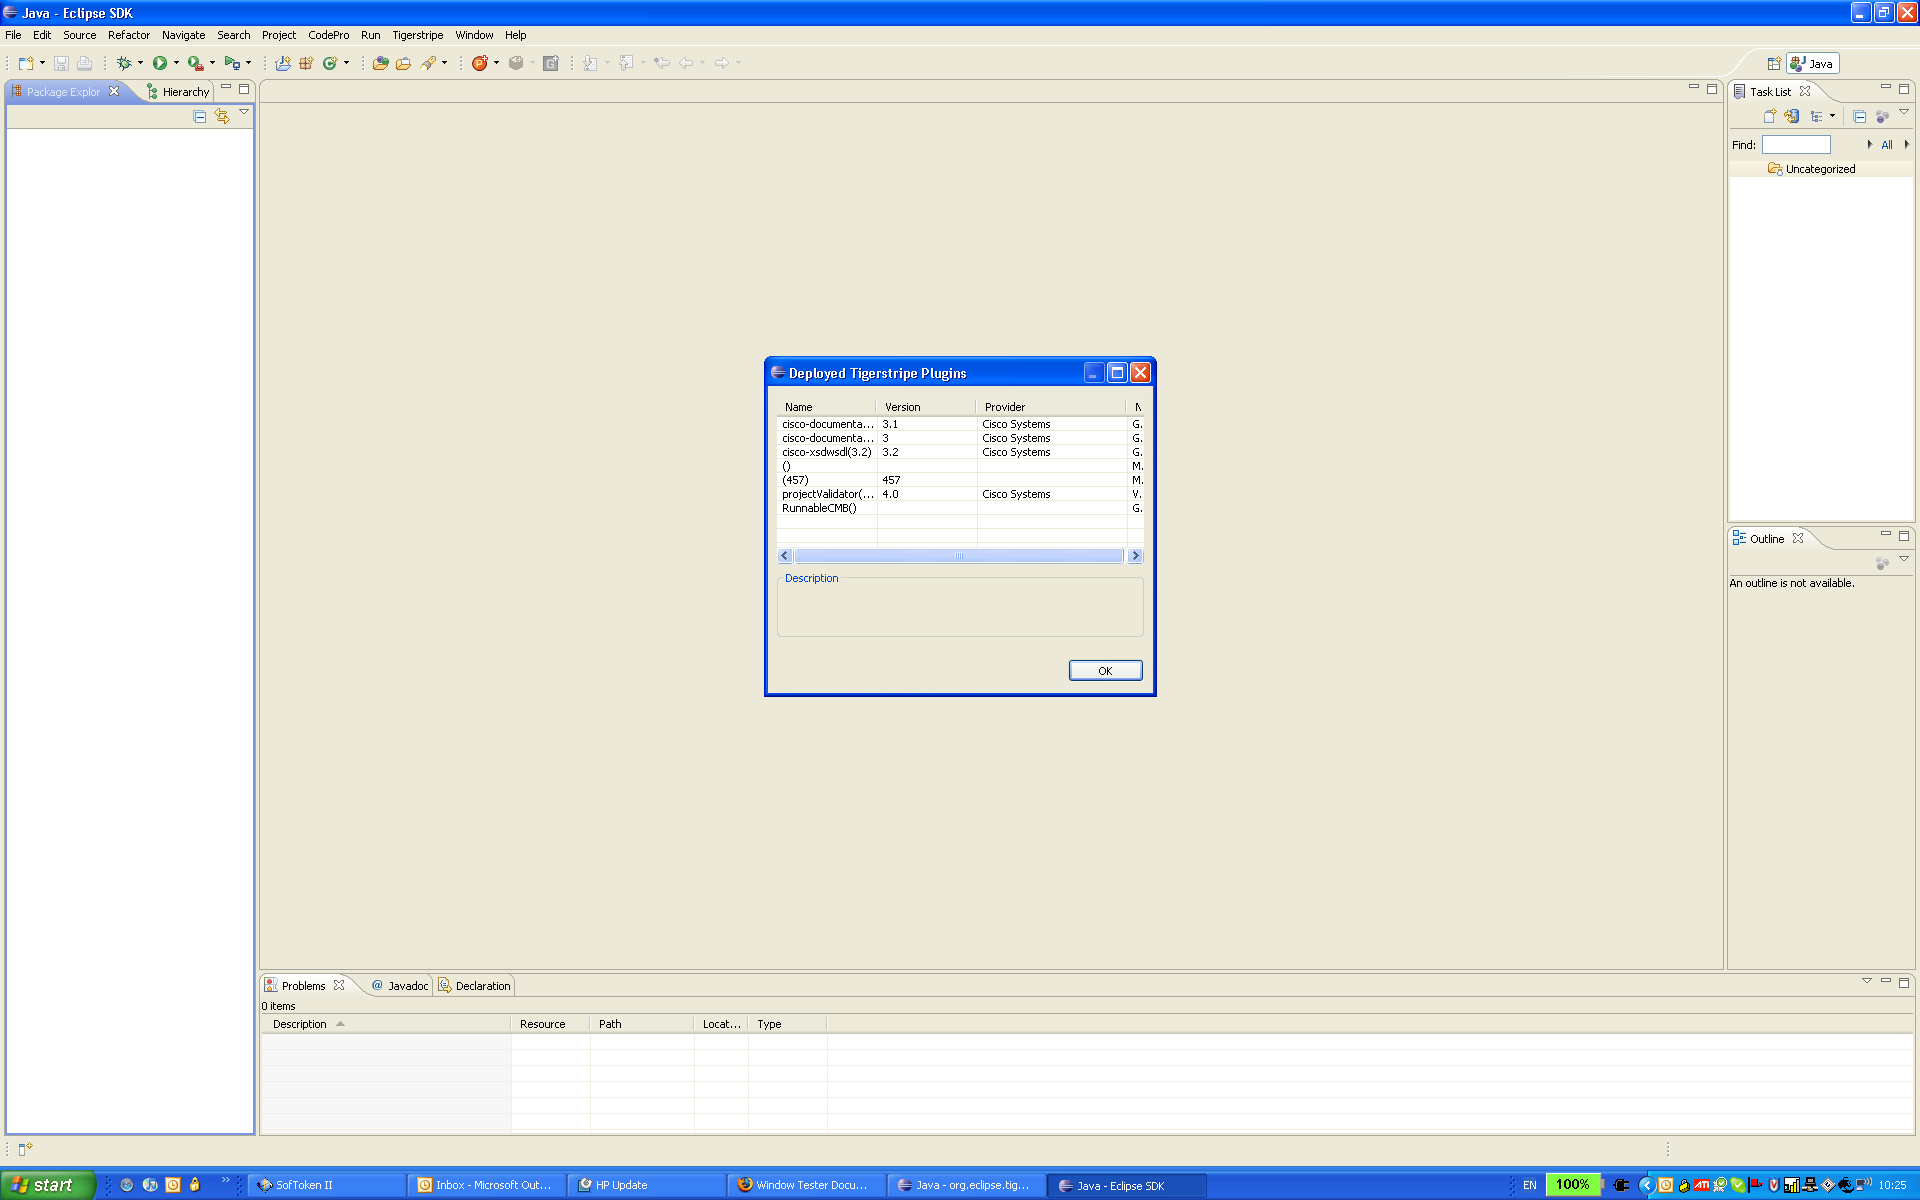 Java - Eclipse SDK
File Edit Source Refactor Navigate Search Project CodePro Run Tigerstripe Window Help
Java
Package Explor
Hierarchy
Task List
Find:
All
Uncategorized
Deployed Tigerstripe Plugins
Name Version Provider N
cisco-documenta... 3.1 Cisco Systems G.
cisco-documenta... 3 Cisco Systems G.
cisco-xsdwsdl(3.2) 3.2 Cisco Systems G.
() M.
(457) 457 M.
projectValidator(... 4.0 Cisco Systems V.
RunnableCMB() G.
Description
OK
Outline
An outline is not available.
Problems
@ Javadoc
Declaration
0 items
Description Resource Path Locat... Type
start
SofToken II
Inbox - Microsoft Out...
HP Update
Window Tester Docu...
Java - org.eclipse.tig...
Java - Eclipse SDK
EN
100%
ATI
10:25